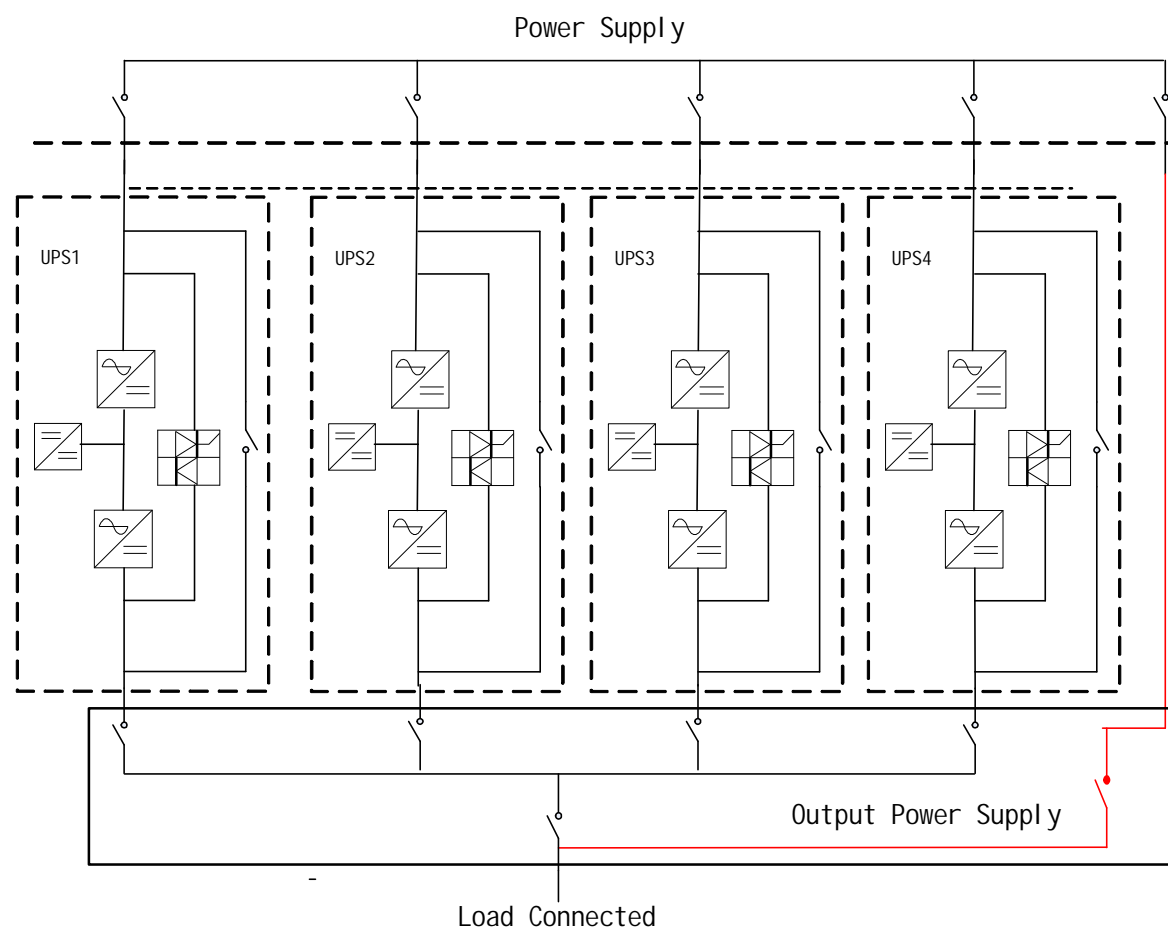 Power Supply
UPS1
UPS2
UPS3
UPS4
Output Power Supply
Load Connected